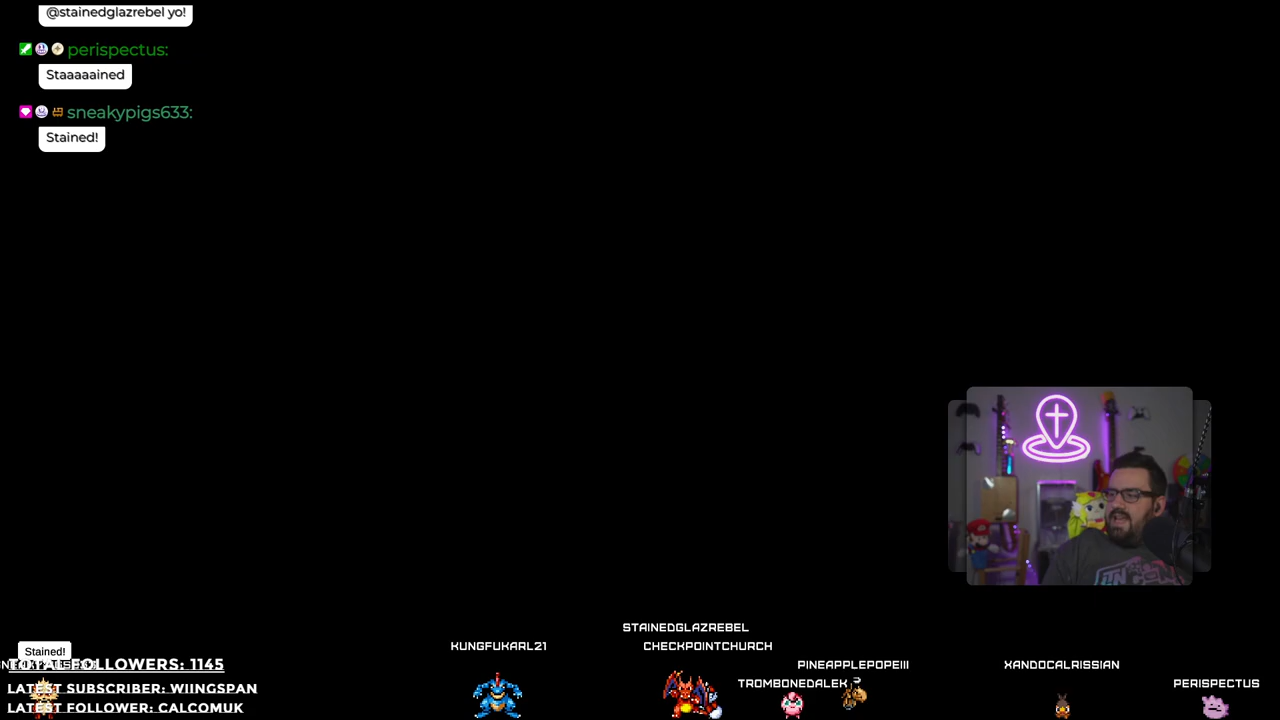 @stainedglazrebel yo!
perispectus:
Staaaaained
sneakypigs633:
Stained!
Stained!
TOTAL FOLLOWERS: 1145
LATEST SUBSCRIBER: WIINGSPAN
LATEST FOLLOWER: CALCOMUK
KUNGFUKARL21
STAINEDGLAZREBEL
CHECKPOINTCHURCH
TROMBONEDALEK
PINEAPPLEPOPEIII
XANDOCALRISSIAN
PERISPECTUS